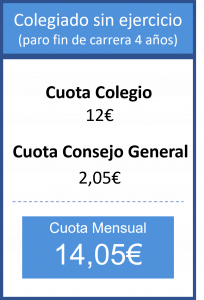 Colegiado sin ejercicio
(paro fin de carrera 4 años)
Cuota Colegio
12€
Cuota Consejo General
2,05€
Cuota Mensual
14,05€